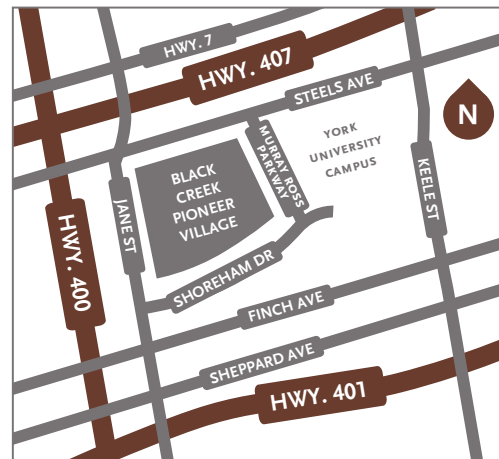 HWY. 7
HWY. 407
STEELS AVE
N
MURRAY ROSS
PARKWAY
YORK
UNIVERSITY
CAMPUS
BLACK
CREEK
PIONEER
VILLAGE
KEELE ST
JANE ST
HWY. 400
SHOREHAM DR
FINCH AVE
SHEPPARD AVE
HWY. 401